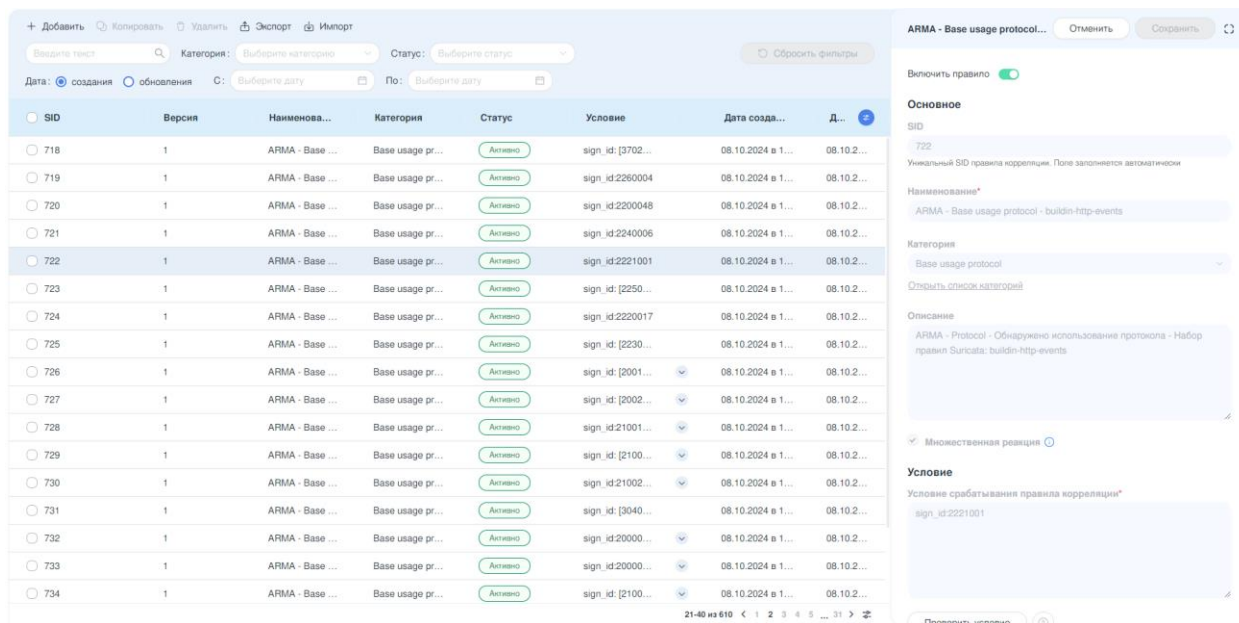 + Добавить Копировать Удалить Экспорт Импорт
Введите текст Категория: Выберите категорию Статус: Выберите статус Сбросить фильтры
Дата: создания обновления С: Выберите дату По: Выберите дату
SID Версия Наименова... Категория Статус Условие Дата созда... Д...
718 1 ARMA - Base ... Base usage pr... Активно sign_id: [3702... 08.10.2024 в 1... 08.10.2...
719 1 ARMA - Base ... Base usage pr... Активно sign_id:2260004 08.10.2024 в 1... 08.10.2...
720 1 ARMA - Base ... Base usage pr... Активно sign_id:2200048 08.10.2024 в 1... 08.10.2...
721 1 ARMA - Base ... Base usage pr... Активно sign_id:2240006 08.10.2024 в 1... 08.10.2...
722 1 ARMA - Base ... Base usage pr... Активно sign_id:2221001 08.10.2024 в 1... 08.10.2...
723 1 ARMA - Base ... Base usage pr... Активно sign_id: [2250... 08.10.2024 в 1... 08.10.2...
724 1 ARMA - Base ... Base usage pr... Активно sign_id:2220017 08.10.2024 в 1... 08.10.2...
725 1 ARMA - Base ... Base usage pr... Активно sign_id: [2230... 08.10.2024 в 1... 08.10.2...
726 1 ARMA - Base ... Base usage pr... Активно sign_id: [2001... 08.10.2024 в 1... 08.10.2...
727 1 ARMA - Base ... Base usage pr... Активно sign_id: [2002... 08.10.2024 в 1... 08.10.2...
728 1 ARMA - Base ... Base usage pr... Активно sign_id:21001... 08.10.2024 в 1... 08.10.2...
729 1 ARMA - Base ... Base usage pr... Активно sign_id: [2100... 08.10.2024 в 1... 08.10.2...
730 1 ARMA - Base ... Base usage pr... Активно sign_id:21002... 08.10.2024 в 1... 08.10.2...
731 1 ARMA - Base ... Base usage pr... Активно sign_id: [3040... 08.10.2024 в 1... 08.10.2...
732 1 ARMA - Base ... Base usage pr... Активно sign_id:20000... 08.10.2024 в 1... 08.10.2...
733 1 ARMA - Base ... Base usage pr... Активно sign_id:20000... 08.10.2024 в 1... 08.10.2...
734 1 ARMA - Base ... Base usage pr... Активно sign_id: [2100... 08.10.2024 в 1... 08.10.2...
21-40 из 610 < 1 2 3 4 5 ... 31 >
ARMA - Base usage protocol... Отменить Сохранить
Включить правило
Основное
SID
722
Уникальный SID правила корреляции. Поле заполняется автоматически
Наименование*
ARMA - Base usage protocol - buildin-http-events
Категория
Base usage protocol
Открыть список категорий
Описание
ARMA - Protocol - Обнаружено использование протокола - Набор
правил Suricata: buildin-http-events
Множественная реакция
Условие
Условие срабатывания правила корреляции*
sign_id:2221001
Проверить условие